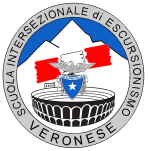 SCUOLA INTERSEZIONALE di ESCURSIONISMO
VERONESE